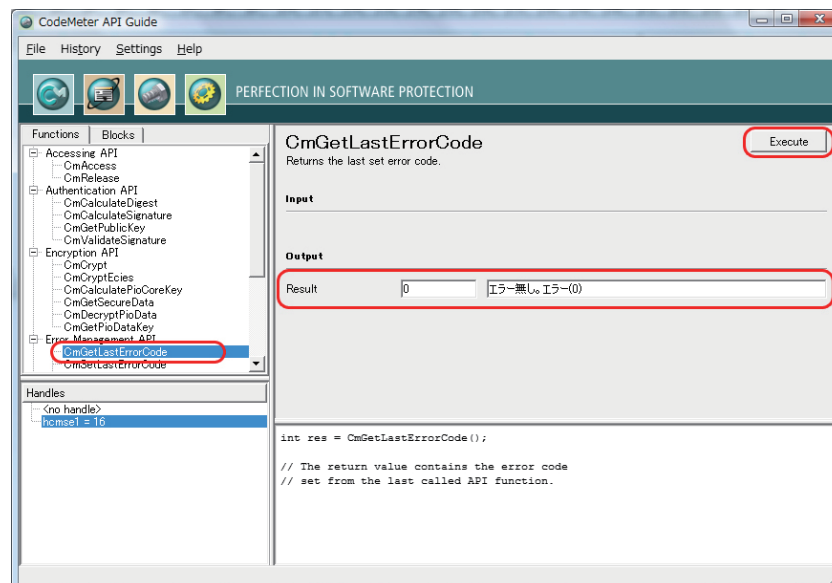 CodeMeter API Guide
File History Settings Help
PERFECTION IN SOFTWARE PROTECTION
Functions Blocks
Accessing API
CmAccess
CmRelease
Authentication API
CmCalculateDigest
CmCalculateSignature
CmGetPublicKey
CmValidateSignature
Encryption API
CmCrypt
CmCryptEcies
CmCalculatePioCoreKey
CmGetSecureData
CmDecryptPioData
CmGetPioDataKey
Error Management API
CmGetLastErrorCode
CmSetLastErrorCode
Handles
<no handle>
hcmse1 = 16
CmGetLastErrorCode
Execute
Returns the last set error code.
Input
Output
Result 0 エラー無し。エラー(0)
int res = CmGetLastErrorCode();
// The return value contains the error code
// set from the last called API function.